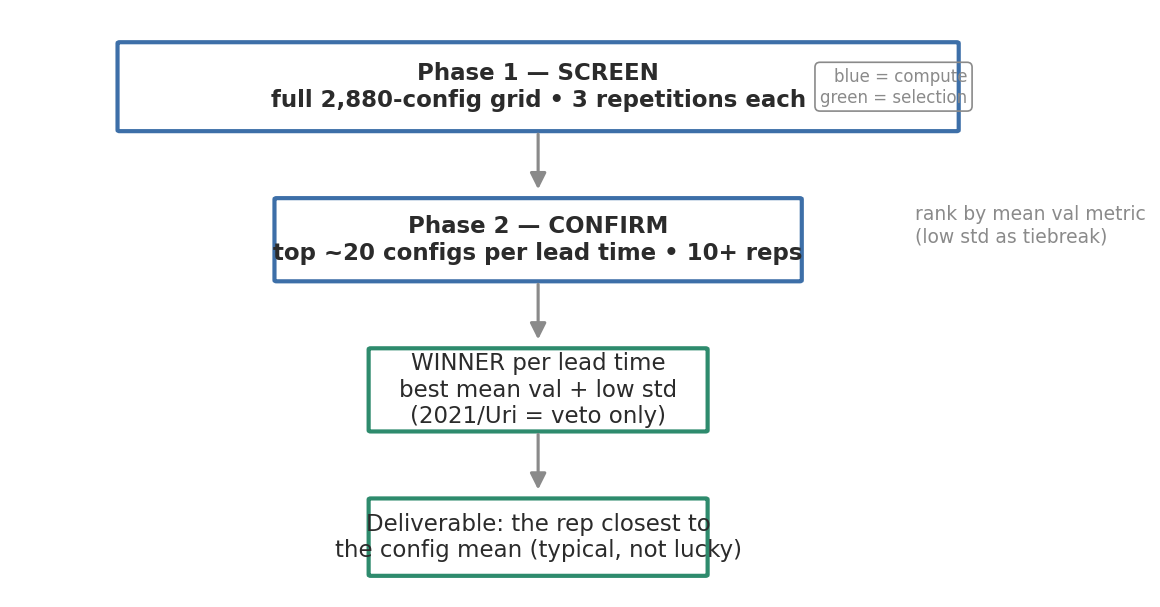 Phase 1 — SCREEN
full 2,880-config grid • 3 repetitions each
blue = compute
green = selection
Phase 2 — CONFIRM
top ~20 configs per lead time • 10+ reps
rank by mean val metric
(low std as tiebreak)
WINNER per lead time
best mean val + low std
(2021/Uri = veto only)
Deliverable: the rep closest to
the config mean (typical, not lucky)